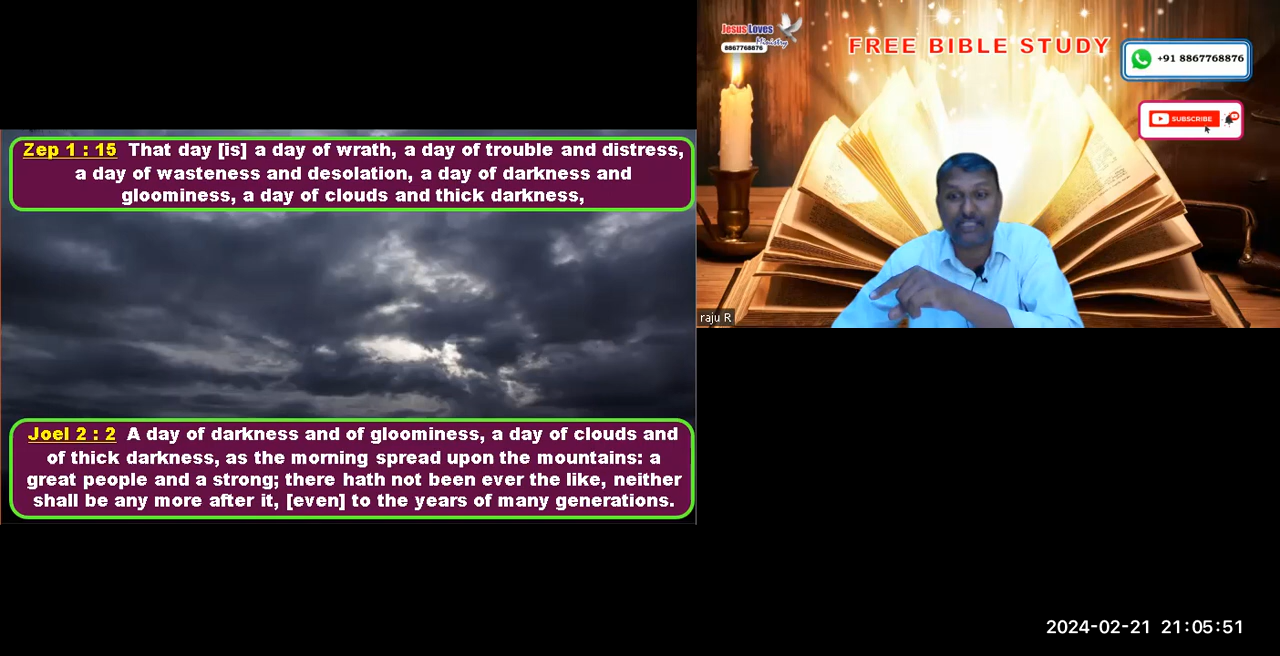 Zep 1 : 15 That day [is] a day of wrath, a day of trouble and distress,
a day of wasteness and desolation, a day of darkness and
gloominess, a day of clouds and thick darkness,
Joel 2 : 2 A day of darkness and of gloominess, a day of clouds and
of thick darkness, as the morning spread upon the mountains: a
great people and a strong; there hath not been ever the like, neither
shall be any more after it, [even] to the years of many generations.
Jesus Loves
Ministry
8867768876
FREE BIBLE STUDY
+91 8867768876
SUBSCRIBE
raju R
2024-02-21 21:05:51